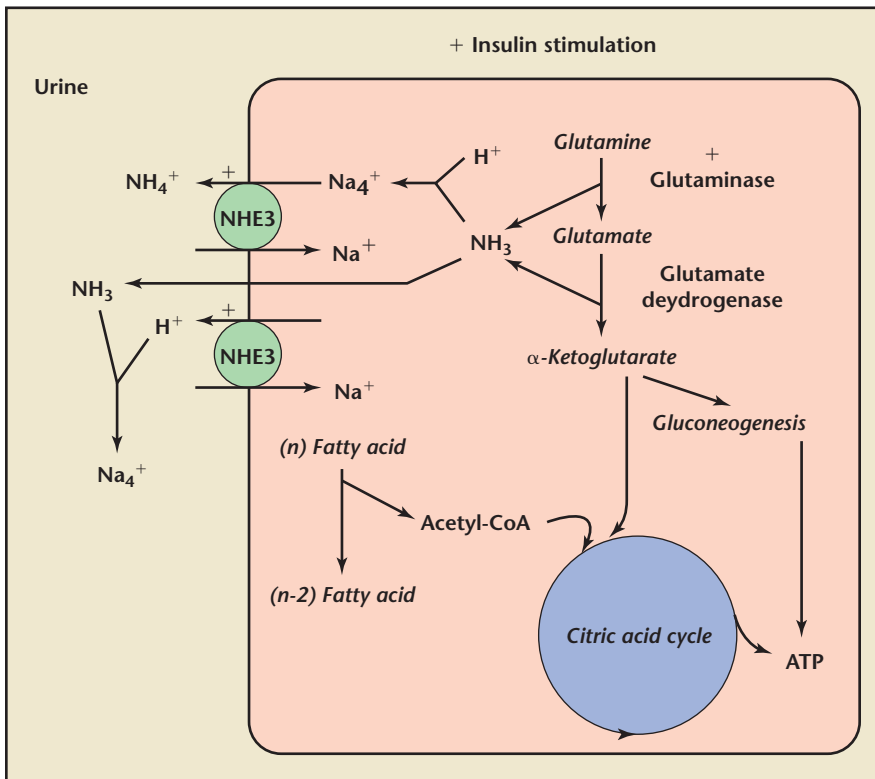 + Insulin stimulation
Urine
H⁺
Glutamine
+
Glutaminase
NH₄⁺
+
Na₄⁺
NHE3
Na⁺
NH₃
Glutamate
NH₃
Glutamate
deydrogenase
H⁺
+
NHE3
Na⁺
α-Ketoglutarate
Gluconeogenesis
(n) Fatty acid
Na₄⁺
Acetyl-CoA
(n-2) Fatty acid
Citric acid cycle
ATP